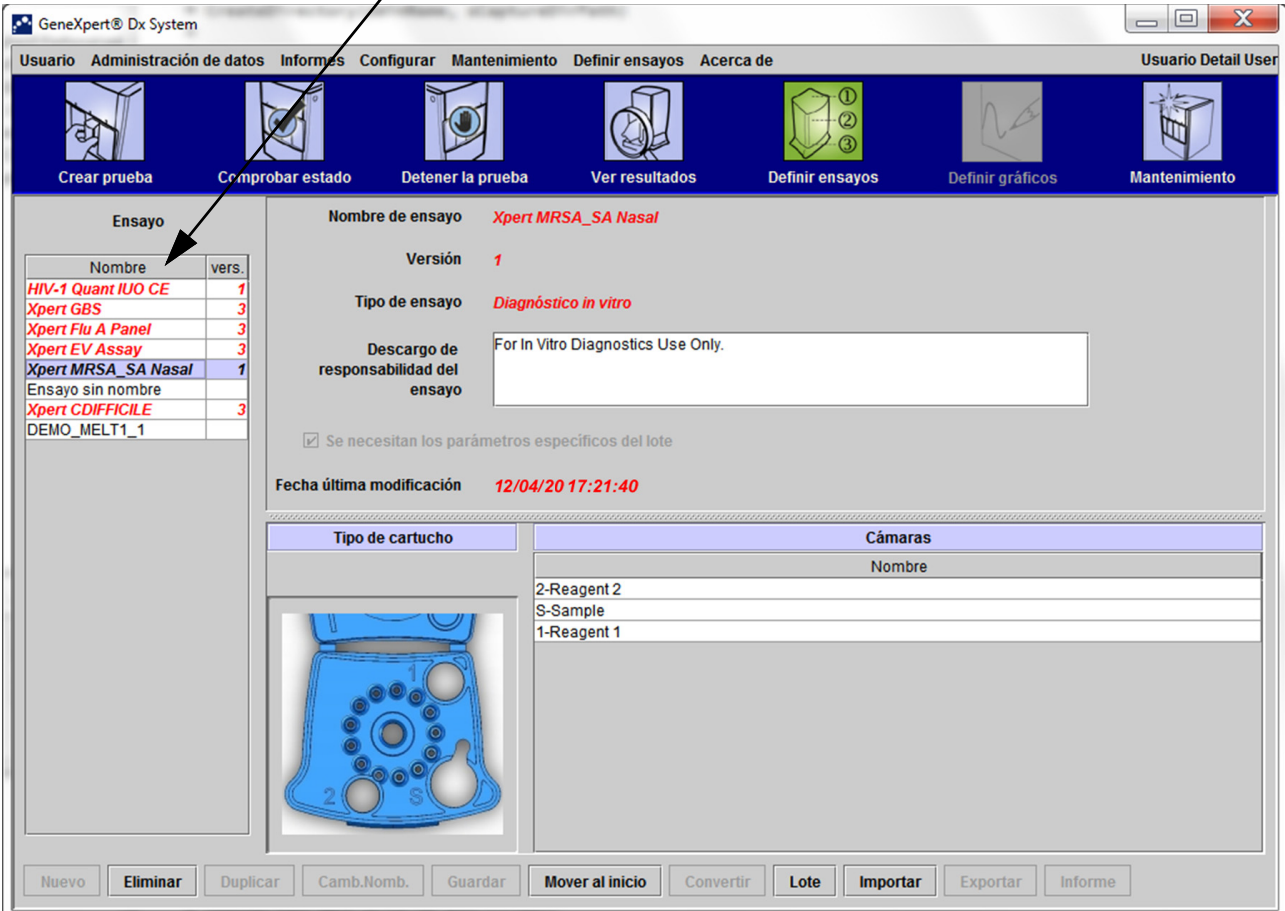 GeneXpert® Dx System
Usuario Administración de datos Informes Configurar Mantenimiento Definir ensayos Acerca de Usuario Detail User
Crear prueba Comprobar estado Detener la prueba Ver resultados Definir ensayos Definir gráficos Mantenimiento
Ensayo
Nombre vers.
HIV-1 Quant IUO CE 1
Xpert GBS 3
Xpert Flu A Panel 3
Xpert EV Assay 3
Xpert MRSA_SA Nasal 1
Ensayo sin nombre
Xpert CDIFFICILE 3
DEMO_MELT1_1
Nombre de ensayo Xpert MRSA_SA Nasal
Versión 1
Tipo de ensayo Diagnóstico in vitro
Descargo de
responsabilidad del
ensayo
For In Vitro Diagnostics Use Only.
Se necesitan los parámetros específicos del lote
Fecha última modificación 12/04/20 17:21:40
Tipo de cartucho
1
2 S
Cámaras
Nombre
2-Reagent 2
S-Sample
1-Reagent 1
Nuevo Eliminar Duplicar Camb.Nomb. Guardar Mover al inicio Convertir Lote Importar Exportar Informe